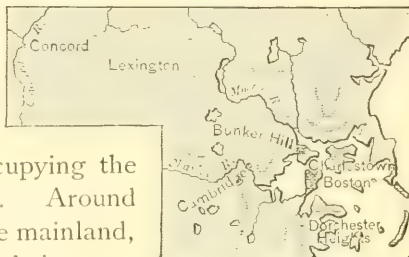 Concord
Lexington
Bunker Hill
Cambridge
Charlestown
Boston
Dorchester
Heights
cupying the
. Around
e mainland,